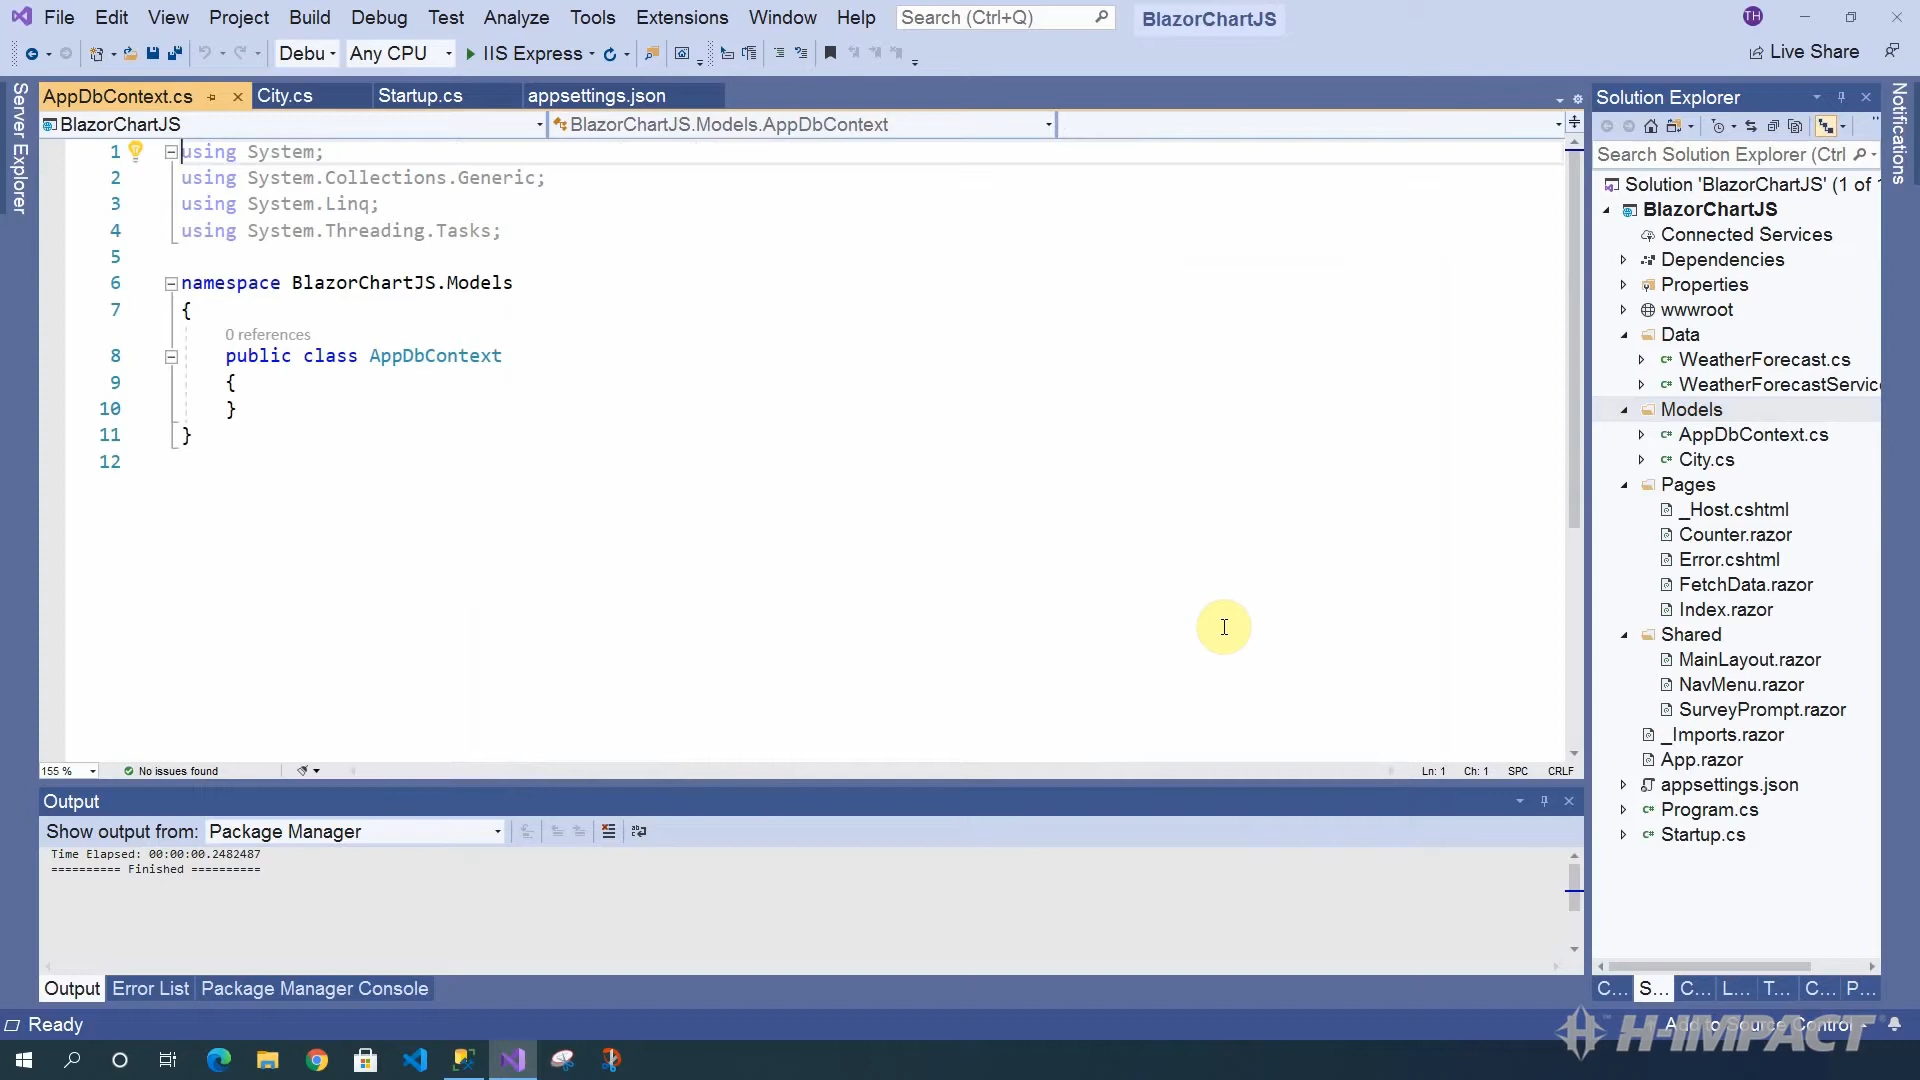 File Edit View Project Build Debug Test Analyze Tools Extensions Window Help Search (Ctrl+Q) BlazorChartJS TH
Debu Any CPU IIS Express Live Share
AppDbContext.cs City.cs Startup.cs appsettings.json
BlazorChartJS BlazorChartJS.Models.AppDbContext
Server Explorer
1 using System;
2 using System.Collections.Generic;
3 using System.Linq;
4 using System.Threading.Tasks;
5
6 namespace BlazorChartJS.Models
7 {
0 references
8 public class AppDbContext
9 {
10 }
11 }
12
155 % No issues found Ln: 1 Ch: 1 SPC CRLF
Output
Show output from: Package Manager
Time Elapsed: 00:00:00.2482487
========== Finished ==========
Output Error List Package Manager Console
Solution Explorer
Search Solution Explorer (Ctrl
Solution 'BlazorChartJS' (1 of 1
BlazorChartJS
Connected Services
Dependencies
Properties
wwwroot
Data
C# WeatherForecast.cs
C# WeatherForecastServic
Models
C# AppDbContext.cs
C# City.cs
Pages
_Host.cshtml
Counter.razor
Error.cshtml
FetchData.razor
Index.razor
Shared
MainLayout.razor
NavMenu.razor
SurveyPrompt.razor
_Imports.razor
App.razor
appsettings.json
C# Program.cs
C# Startup.cs
C... S... C... L... T... C... P...
Notifications
Ready
Add to Source Control
H-IMPACT